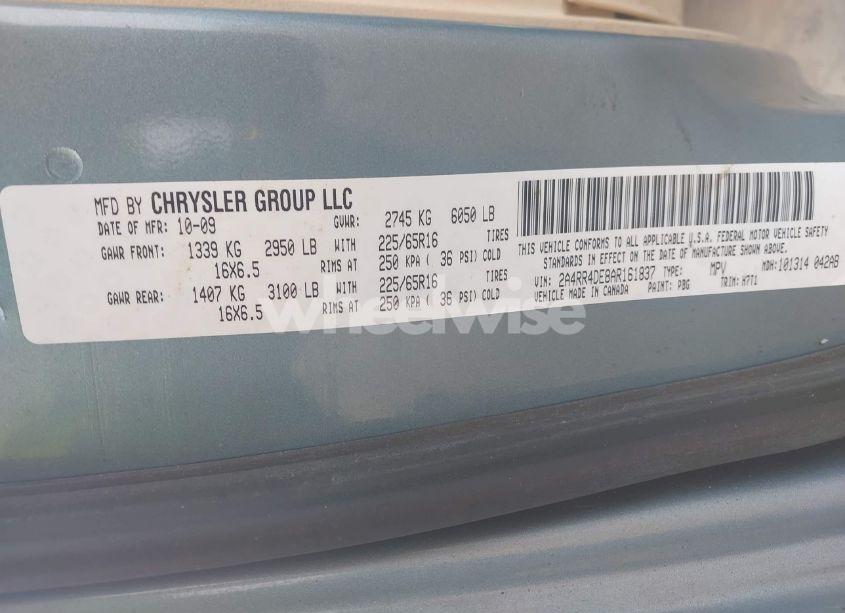 MFD BY CHRYSLER GROUP LLC
DATE OF MFR: 10-09 GVWR: 2745 KG 6050 LB
GAWR FRONT: 1339 KG 2950 LB WITH 225/65R16 TIRES
16X6.5 RIMS AT 250 KPA ( 36 PSI) COLD
GAWR REAR: 1407 KG 3100 LB WITH 225/65R16 TIRES
16X6.5 RIMS AT 250 KPA ( 36 PSI) COLD
THIS VEHICLE CONFORMS TO ALL APPLICABLE U.S.A. FEDERAL MOTOR VEHICLE SAFETY
STANDARDS IN EFFECT ON THE DATE OF MANUFACTURE SHOWN ABOVE.
VIN: 2A4RR4DE8AR161837 TYPE: MPV MDH: 101314 042AB
VEHICLE MADE IN CANADA PAINT: PBG TRIM: H7T1
wheelwise